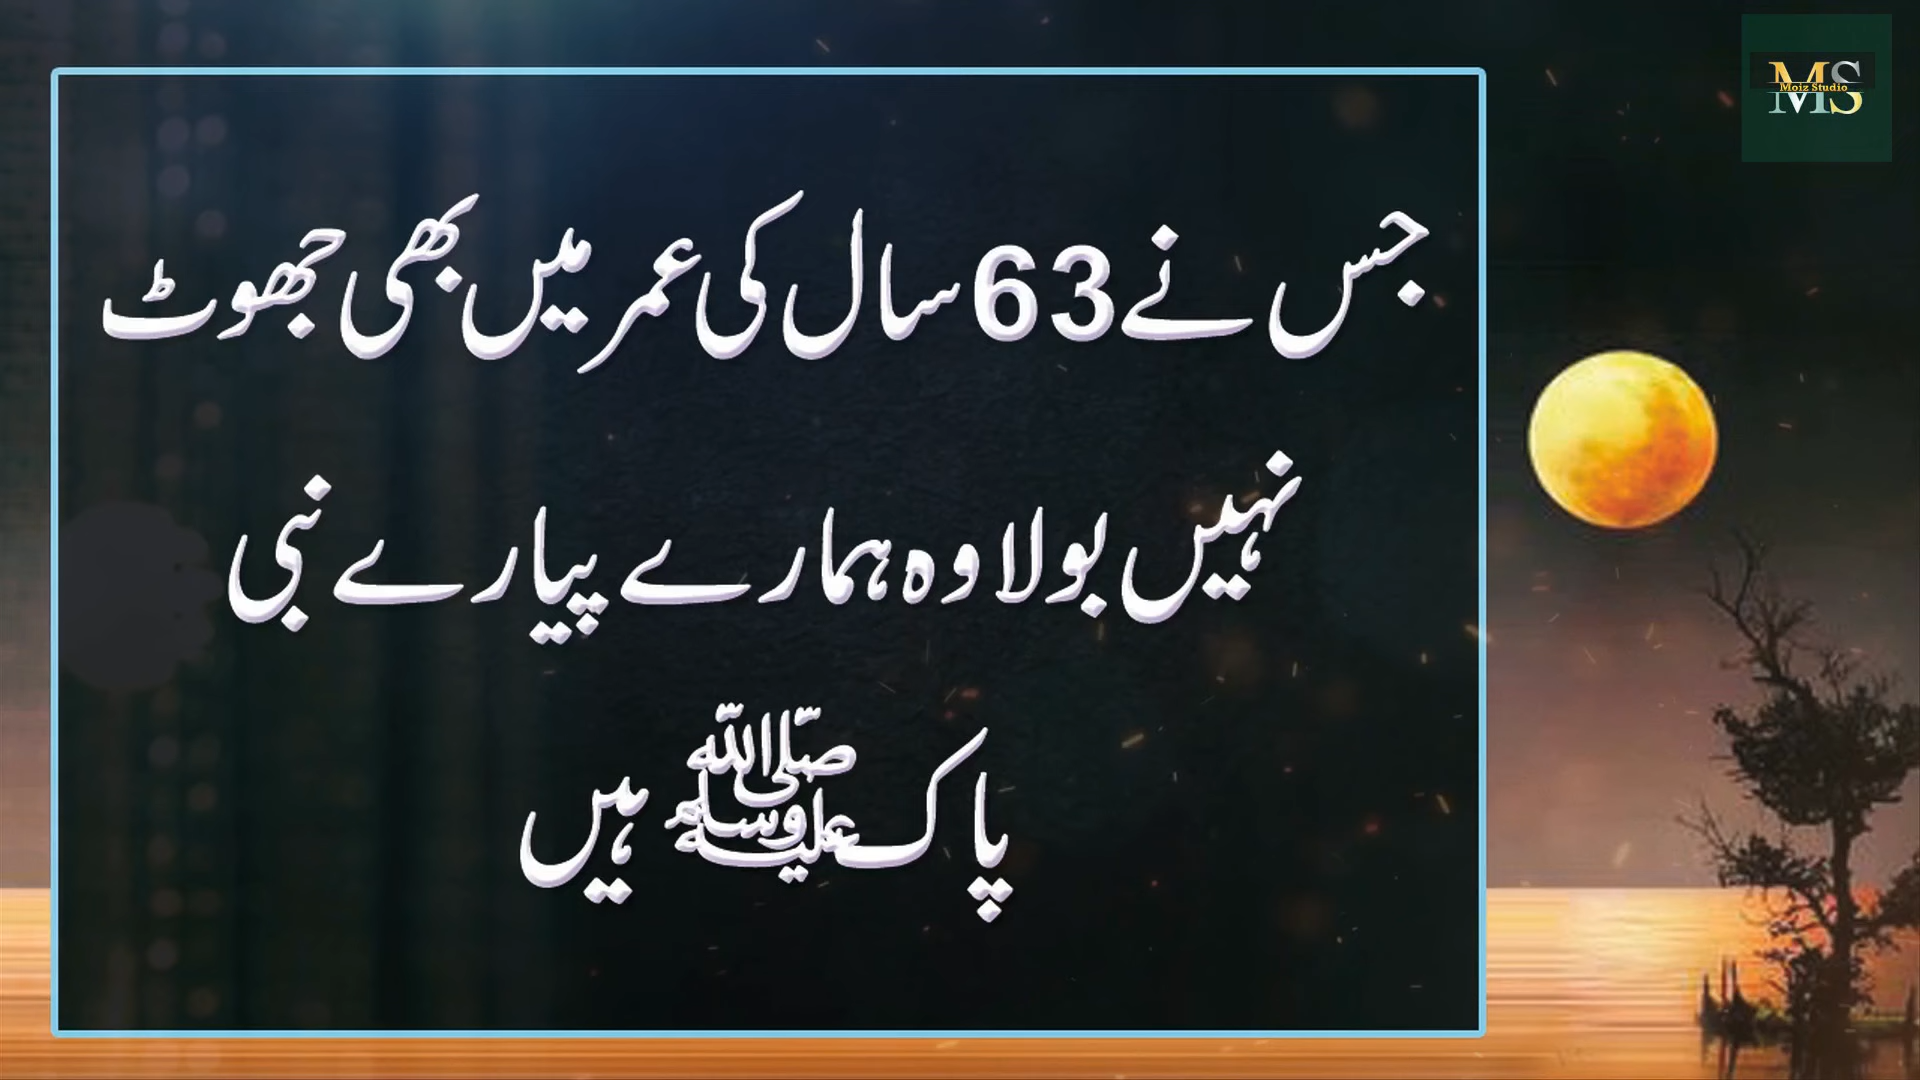 MS
Moiz Studio
جس نے 63 سال کی عمر میں بھی جھوٹ
نہیں بولا وہ ہمارے پیارے نبی
پاک ﷺ ہیں